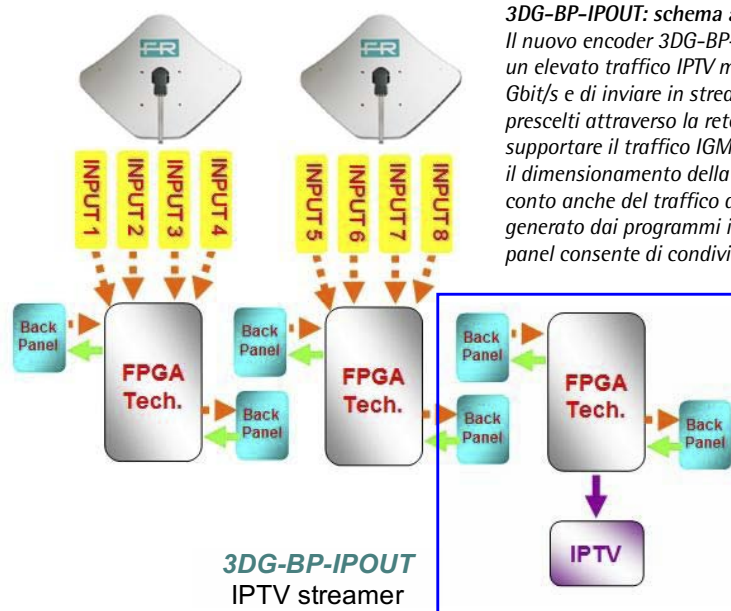 3DG-BP-IPOUT: schema
Il nuovo encoder 3DG-BP-
un elevato traffico IPTV
Gbit/s e di inviare in
prescelti attraverso la
supportare il traffico
il dimensionamento della
conto anche del traffico
generato dai programmi
panel consente di
FR
FR
INPUT 1
INPUT 2
INPUT 3
INPUT 4
INPUT 5
INPUT 6
INPUT 7
INPUT 8
Back
Panel
FPGA
Tech.
Back
Panel
Back
Panel
FPGA
Tech.
Back
Panel
Back
Panel
FPGA
Tech.
Back
Panel
IPTV
3DG-BP-IPOUT
IPTV streamer